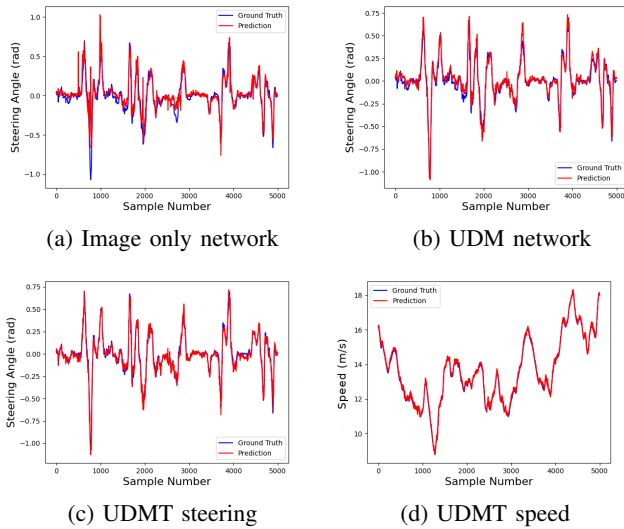 Ground Truth
Prediction
Steering Angle (rad)
1.0
0.5
0.0
−0.5
−1.0
0 1000 2000 3000 4000 5000
Sample Number
(a) Image only network
Ground Truth
Prediction
Steering Angle (rad)
0.75
0.50
0.25
0.00
−0.25
−0.50
−0.75
−1.00
0 1000 2000 3000 4000 5000
Sample Number
(b) UDM network
Ground Truth
Prediction
Steering Angle (rad)
0.75
0.50
0.25
0.00
−0.25
−0.50
−0.75
−1.00
0 1000 2000 3000 4000 5000
Sample Number
(c) UDMT steering
Ground Truth
Prediction
Speed (m/s)
18
16
14
12
10
0 1000 2000 3000 4000 5000
Sample Number
(d) UDMT speed